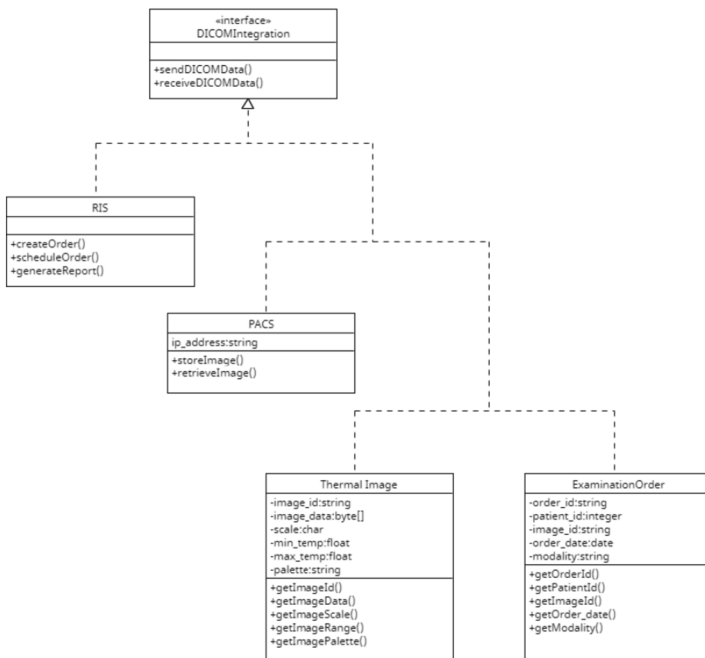 «interface»
DICOMIntegration
+sendDICOMData()
+receiveDICOMData()
RIS
+createOrder()
+scheduleOrder()
+generateReport()
PACS
ip_address:string
+storeImage()
+retrieveImage()
Thermal Image
-image_id:string
-image_data:byte[]
-scale:char
-min_temp:float
-max_temp:float
-palette:string
+getImageId()
+getImageData()
+getImageScale()
+getImageRange()
+getImagePalette()
ExaminationOrder
-order_id:string
-patient_id:integer
-image_id:string
-order_date:date
-modality:string
+getOrderId()
+getPatientId()
+getImageId()
+getOrder_date()
+getModality()